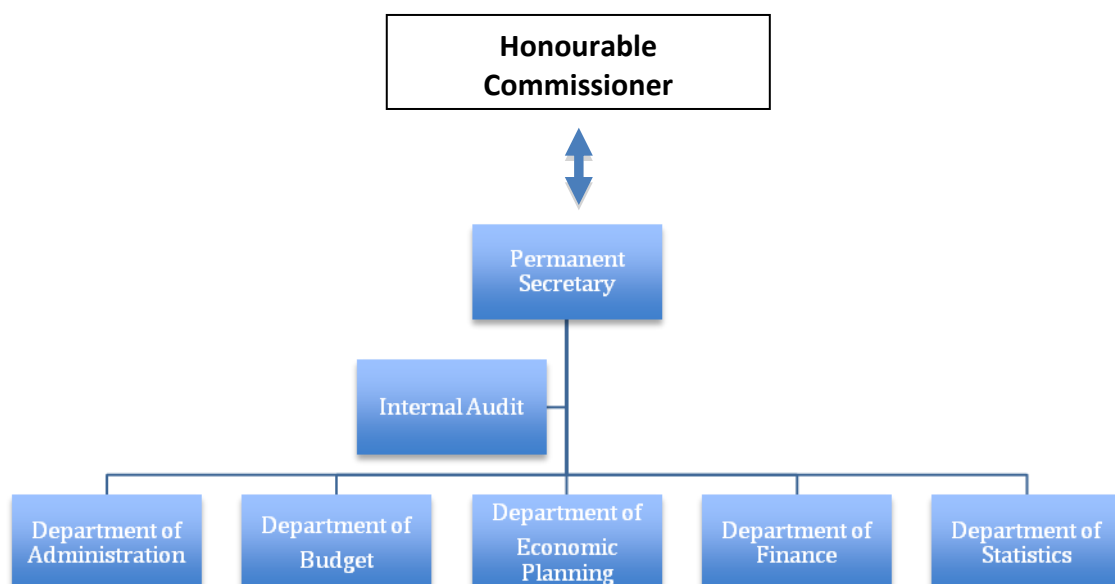 Honourable
Commissioner
Permanent
Secretary
Internal Audit
Department of
Administration
Department of
Budget
Department of
Economic
Planning
Department of
Finance
Department of
Statistics